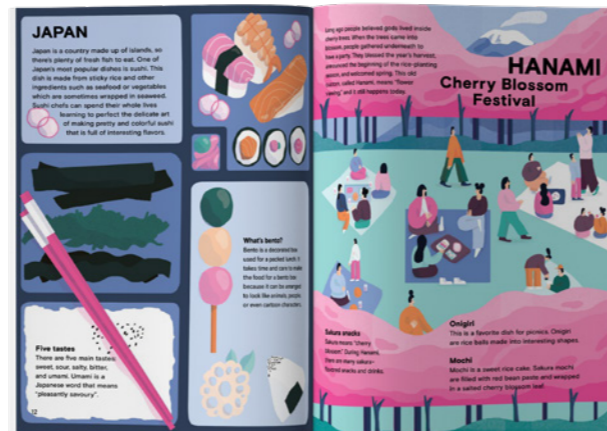 JAPAN
Japan is a country made up of islands, so
there's plenty of fresh fish to eat. One of
Japan's most popular dishes is sushi. This
dish is made from sticky rice and other
ingredients such as seafood or vegetables
which are sometimes wrapped in seaweed.
Sushi chefs can spend their whole lives
learning to perfect the delicate art
of making pretty and colorful sushi
that is full of interesting flavors.
What's bento?
Bento is a decorated box
used for a packed lunch. It
takes time and care to make
the food for a bento box
because it can be arranged
to look like animals, people
or even cartoon characters.
Five tastes
There are five main tastes:
sweet, sour, salty, bitter,
and umami. Umami is a
Japanese word that means
"pleasantly savoury".
12
Long ago people believed gods lived inside
cherry trees. When the trees came into
blossom, people gathered underneath to
have a party. They blessed the year's harvest,
announced the beginning of the rice-planting
season, and welcomed spring. This old
custom, called Hanami, means "flower
viewing" and it still happens today.
HANAMI
Cherry Blossom
Festival
Sakura snacks
Sakura means "cherry
blossom". During Hanami,
there are many sakura-
flavored snacks and drinks.
Onigiri
This is a favorite dish for picnics. Onigiri
are rice balls made into interesting shapes.
Mochi
Mochi is a sweet rice cake. Sakura mochi
are filled with red bean paste and wrapped
in a salted cherry blossom leaf.